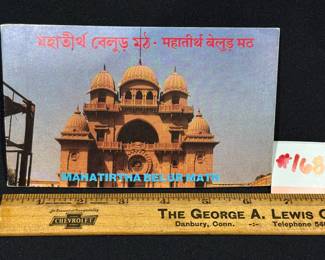 মহাতীর্থ বেলুড় মঠ - महातीर्थ बेलुड़ मठ
MAHATIRTHA BELUR MATH
#168
CHEVROLET
THE GEORGE A. LEWIS
Danbury, Conn. -:- Telephone